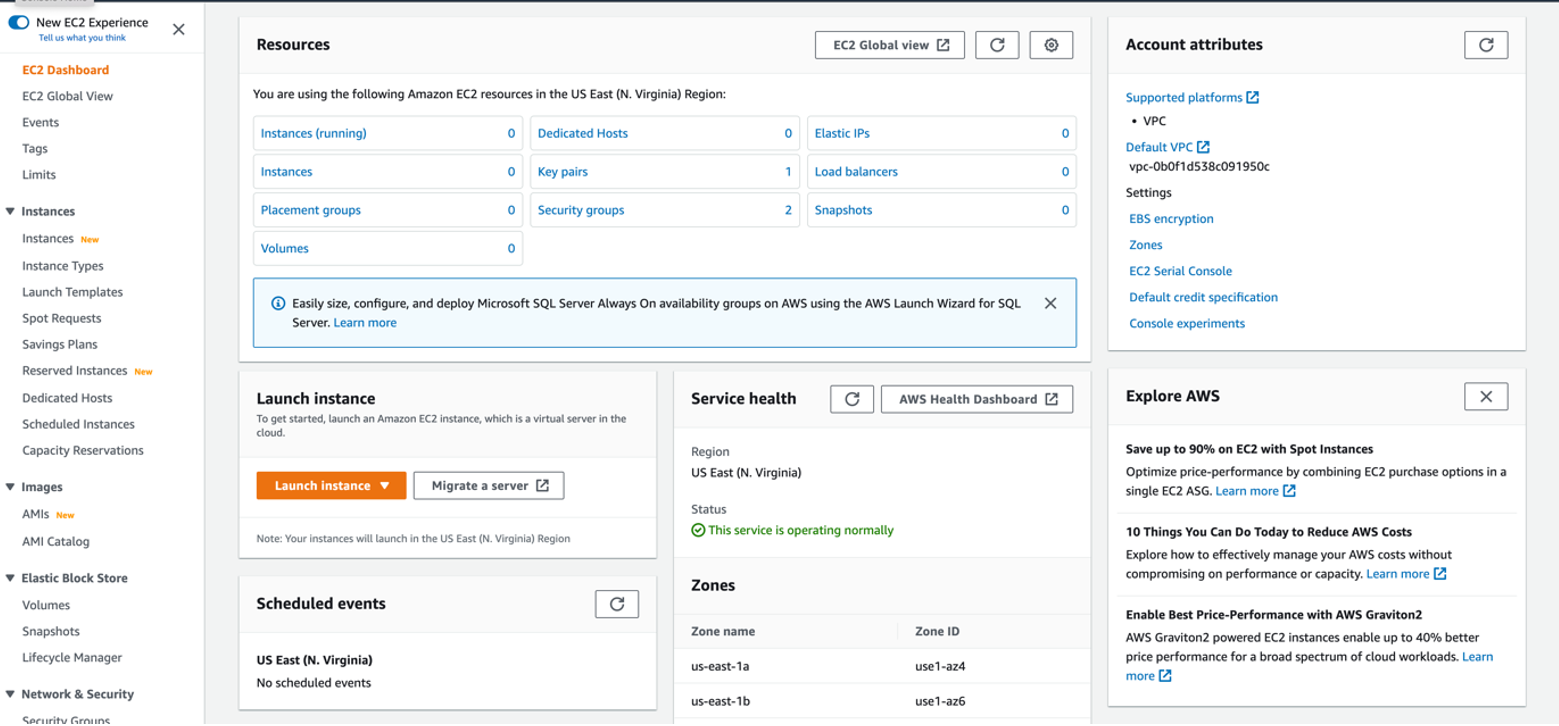 New EC2 Experience
Tell us what you think
EC2 Dashboard
EC2 Global View
Events
Tags
Limits
Instances
Instances New
Instance Types
Launch Templates
Spot Requests
Savings Plans
Reserved Instances New
Dedicated Hosts
Scheduled Instances
Capacity Reservations
Images
AMIs New
AMI Catalog
Elastic Block Store
Volumes
Snapshots
Lifecycle Manager
Network & Security
Security Groups
Resources
EC2 Global view
You are using the following Amazon EC2 resources in the US East (N. Virginia) Region:
Instances (running) 0 Dedicated Hosts 0 Elastic IPs 0
Instances 0 Key pairs 1 Load balancers 0
Placement groups 0 Security groups 2 Snapshots 0
Volumes 0
Easily size, configure, and deploy Microsoft SQL Server Always On availability groups on AWS using the AWS Launch Wizard for SQL
Server. Learn more
Launch instance
To get started, launch an Amazon EC2 instance, which is a virtual server in the
cloud.
Launch instance Migrate a server
Note: Your instances will launch in the US East (N. Virginia) Region
Scheduled events
US East (N. Virginia)
No scheduled events
Service health
AWS Health Dashboard
Region
US East (N. Virginia)
Status
This service is operating normally
Zones
Zone name Zone ID
us-east-1a use1-az4
us-east-1b use1-az6
Account attributes
Supported platforms
• VPC
Default VPC
vpc-0b0f1d538c091950c
Settings
EBS encryption
Zones
EC2 Serial Console
Default credit specification
Console experiments
Explore AWS
Save up to 90% on EC2 with Spot Instances
Optimize price-performance by combining EC2 purchase options in a
single EC2 ASG. Learn more
10 Things You Can Do Today to Reduce AWS Costs
Explore how to effectively manage your AWS costs without
compromising on performance or capacity. Learn more
Enable Best Price-Performance with AWS Graviton2
AWS Graviton2 powered EC2 instances enable up to 40% better
price performance for a broad spectrum of cloud workloads. Learn
more